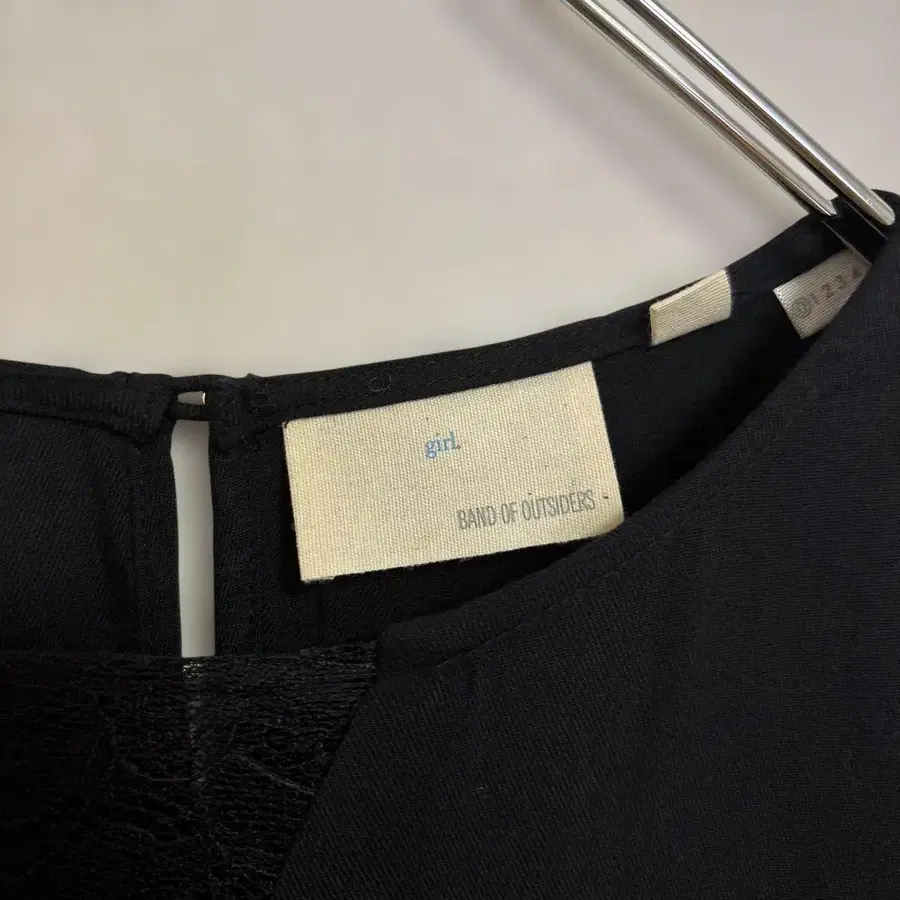 girl.
BAND OF OUTSIDERS
1 2 3 4